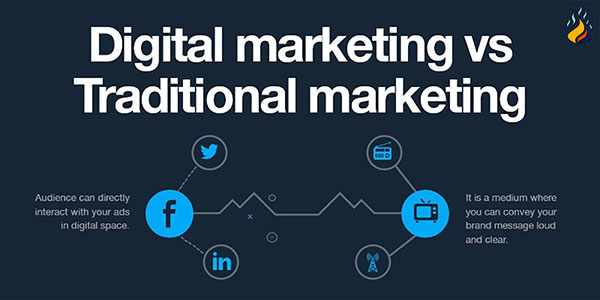 Digital marketing vs
Traditional marketing
Audience can directly
interact with your ads
in digital space.
It is a medium where
you can convey your
brand message loud
and clear.